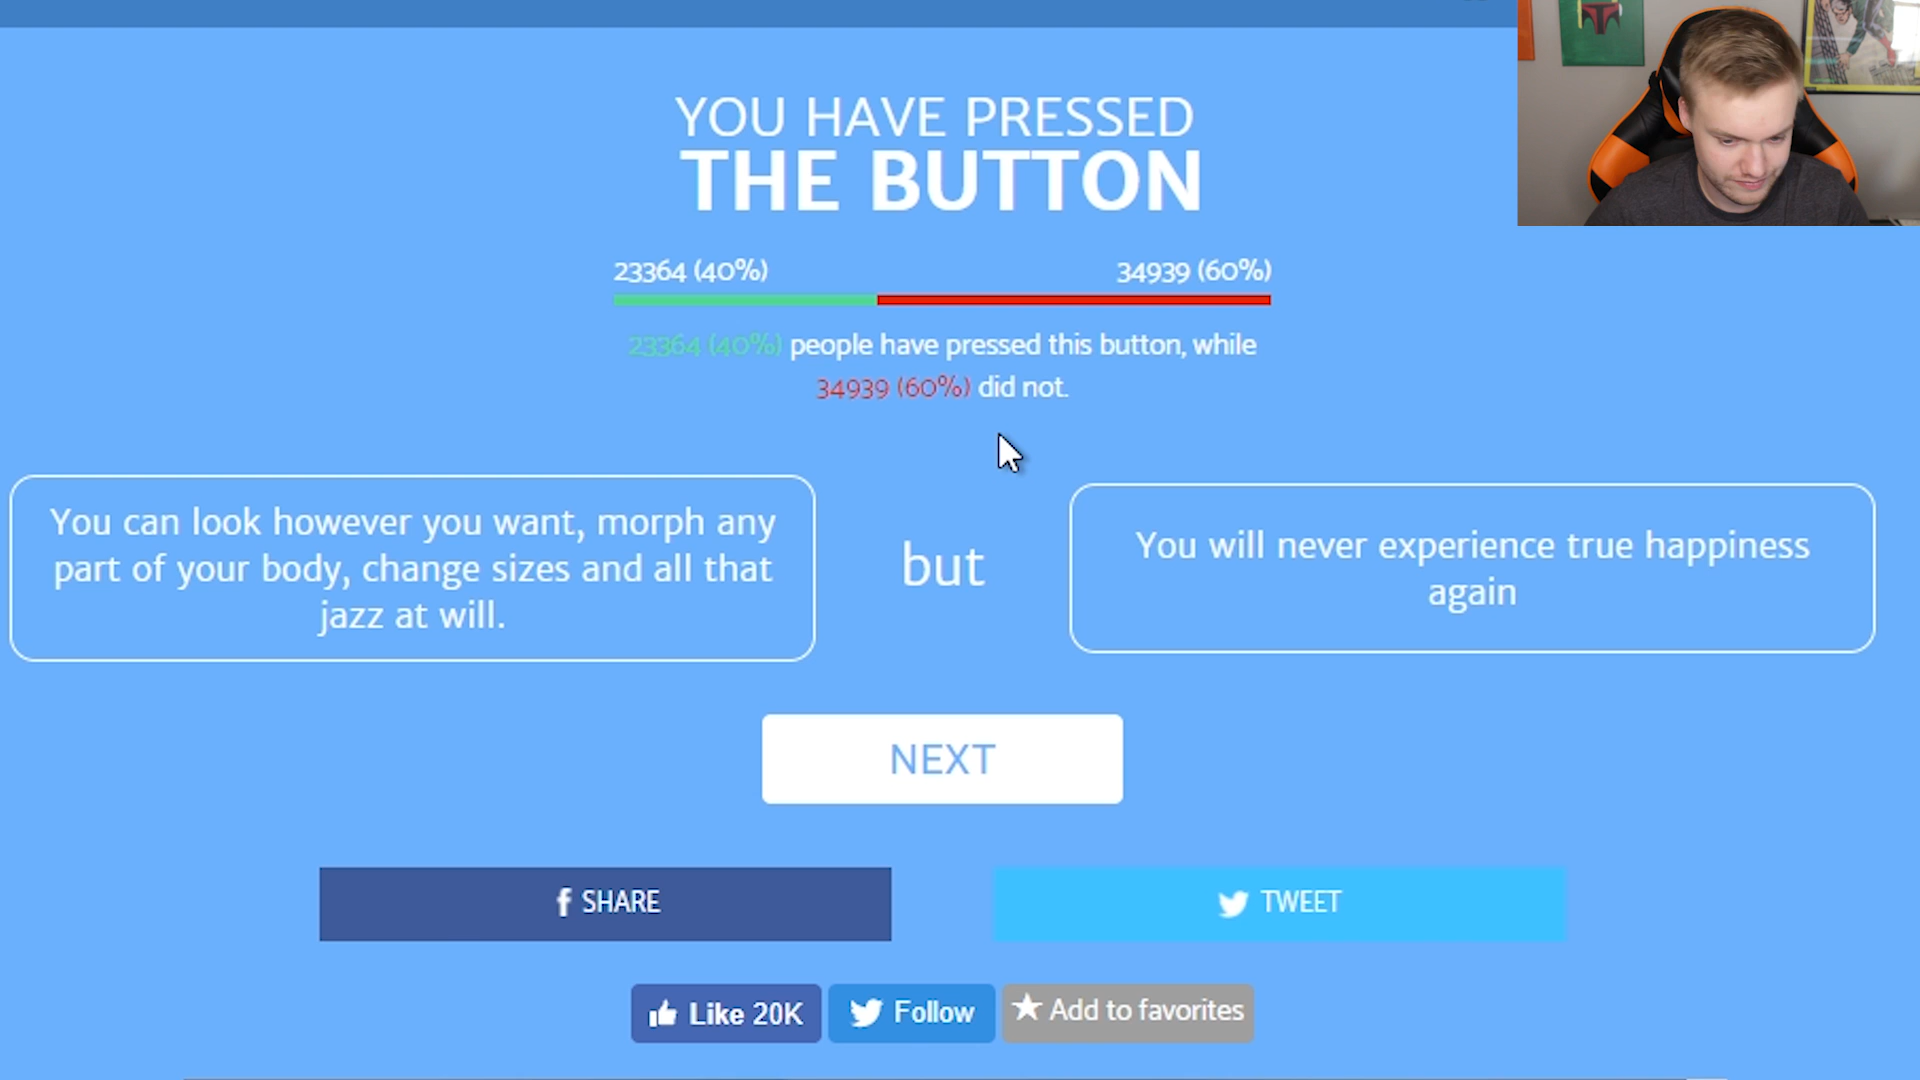 YOU HAVE PRESSED
THE BUTTON
23364 (40%) 34939 (60%)
23364 (40%) people have pressed this button, while
34939 (60%) did not.
You can look however you want, morph any
part of your body, change sizes and all that
jazz at will.
but
You will never experience true happiness
again
NEXT
f SHARE
TWEET
Like 20K
Follow
Add to favorites